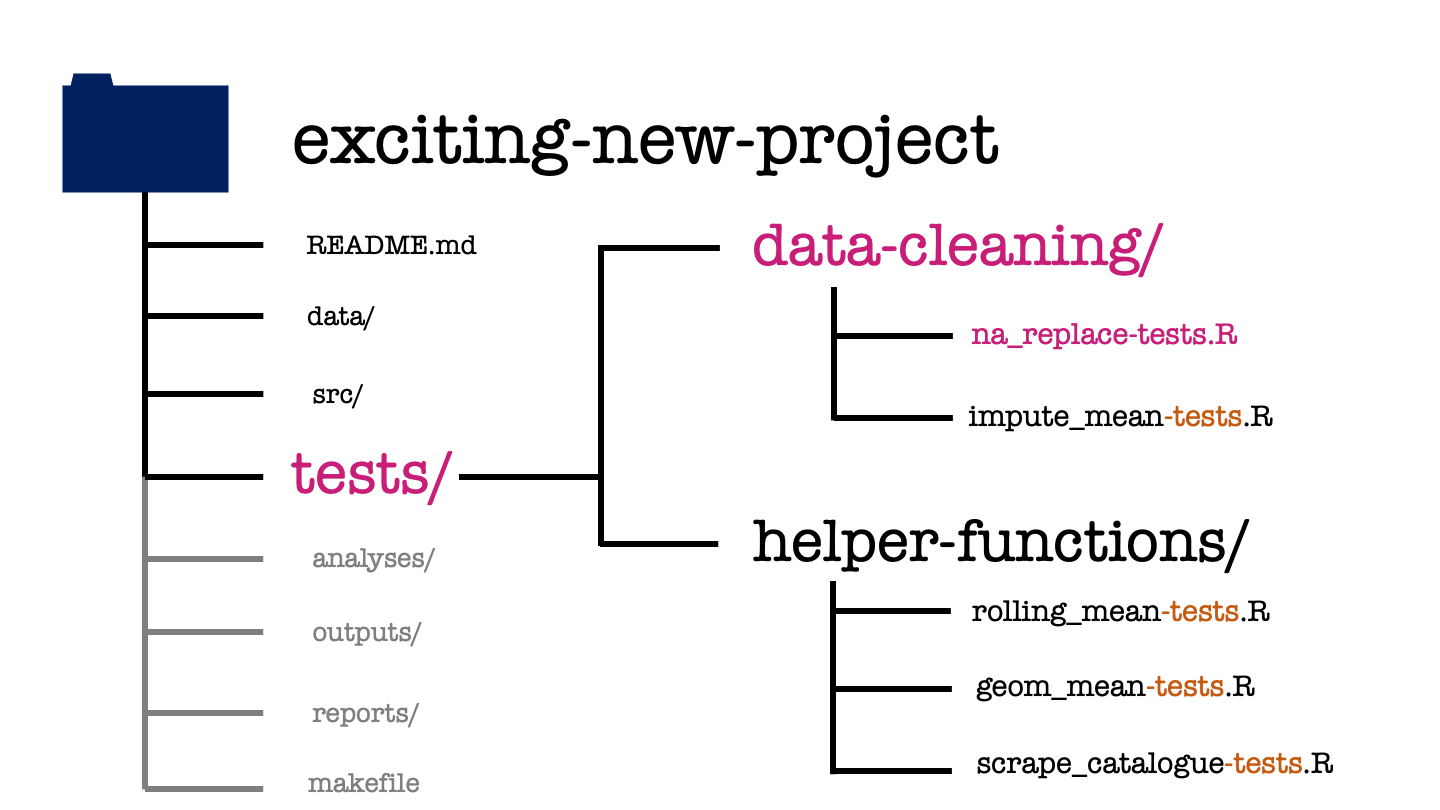 exciting-new-project
README.md
data/
src/
tests/
analyses/
outputs/
reports/
makefile
data-cleaning/
na_replace-tests.R
impute_mean-tests.R
helper-functions/
rolling_mean-tests.R
geom_mean-tests.R
scrape_catalogue-tests.R